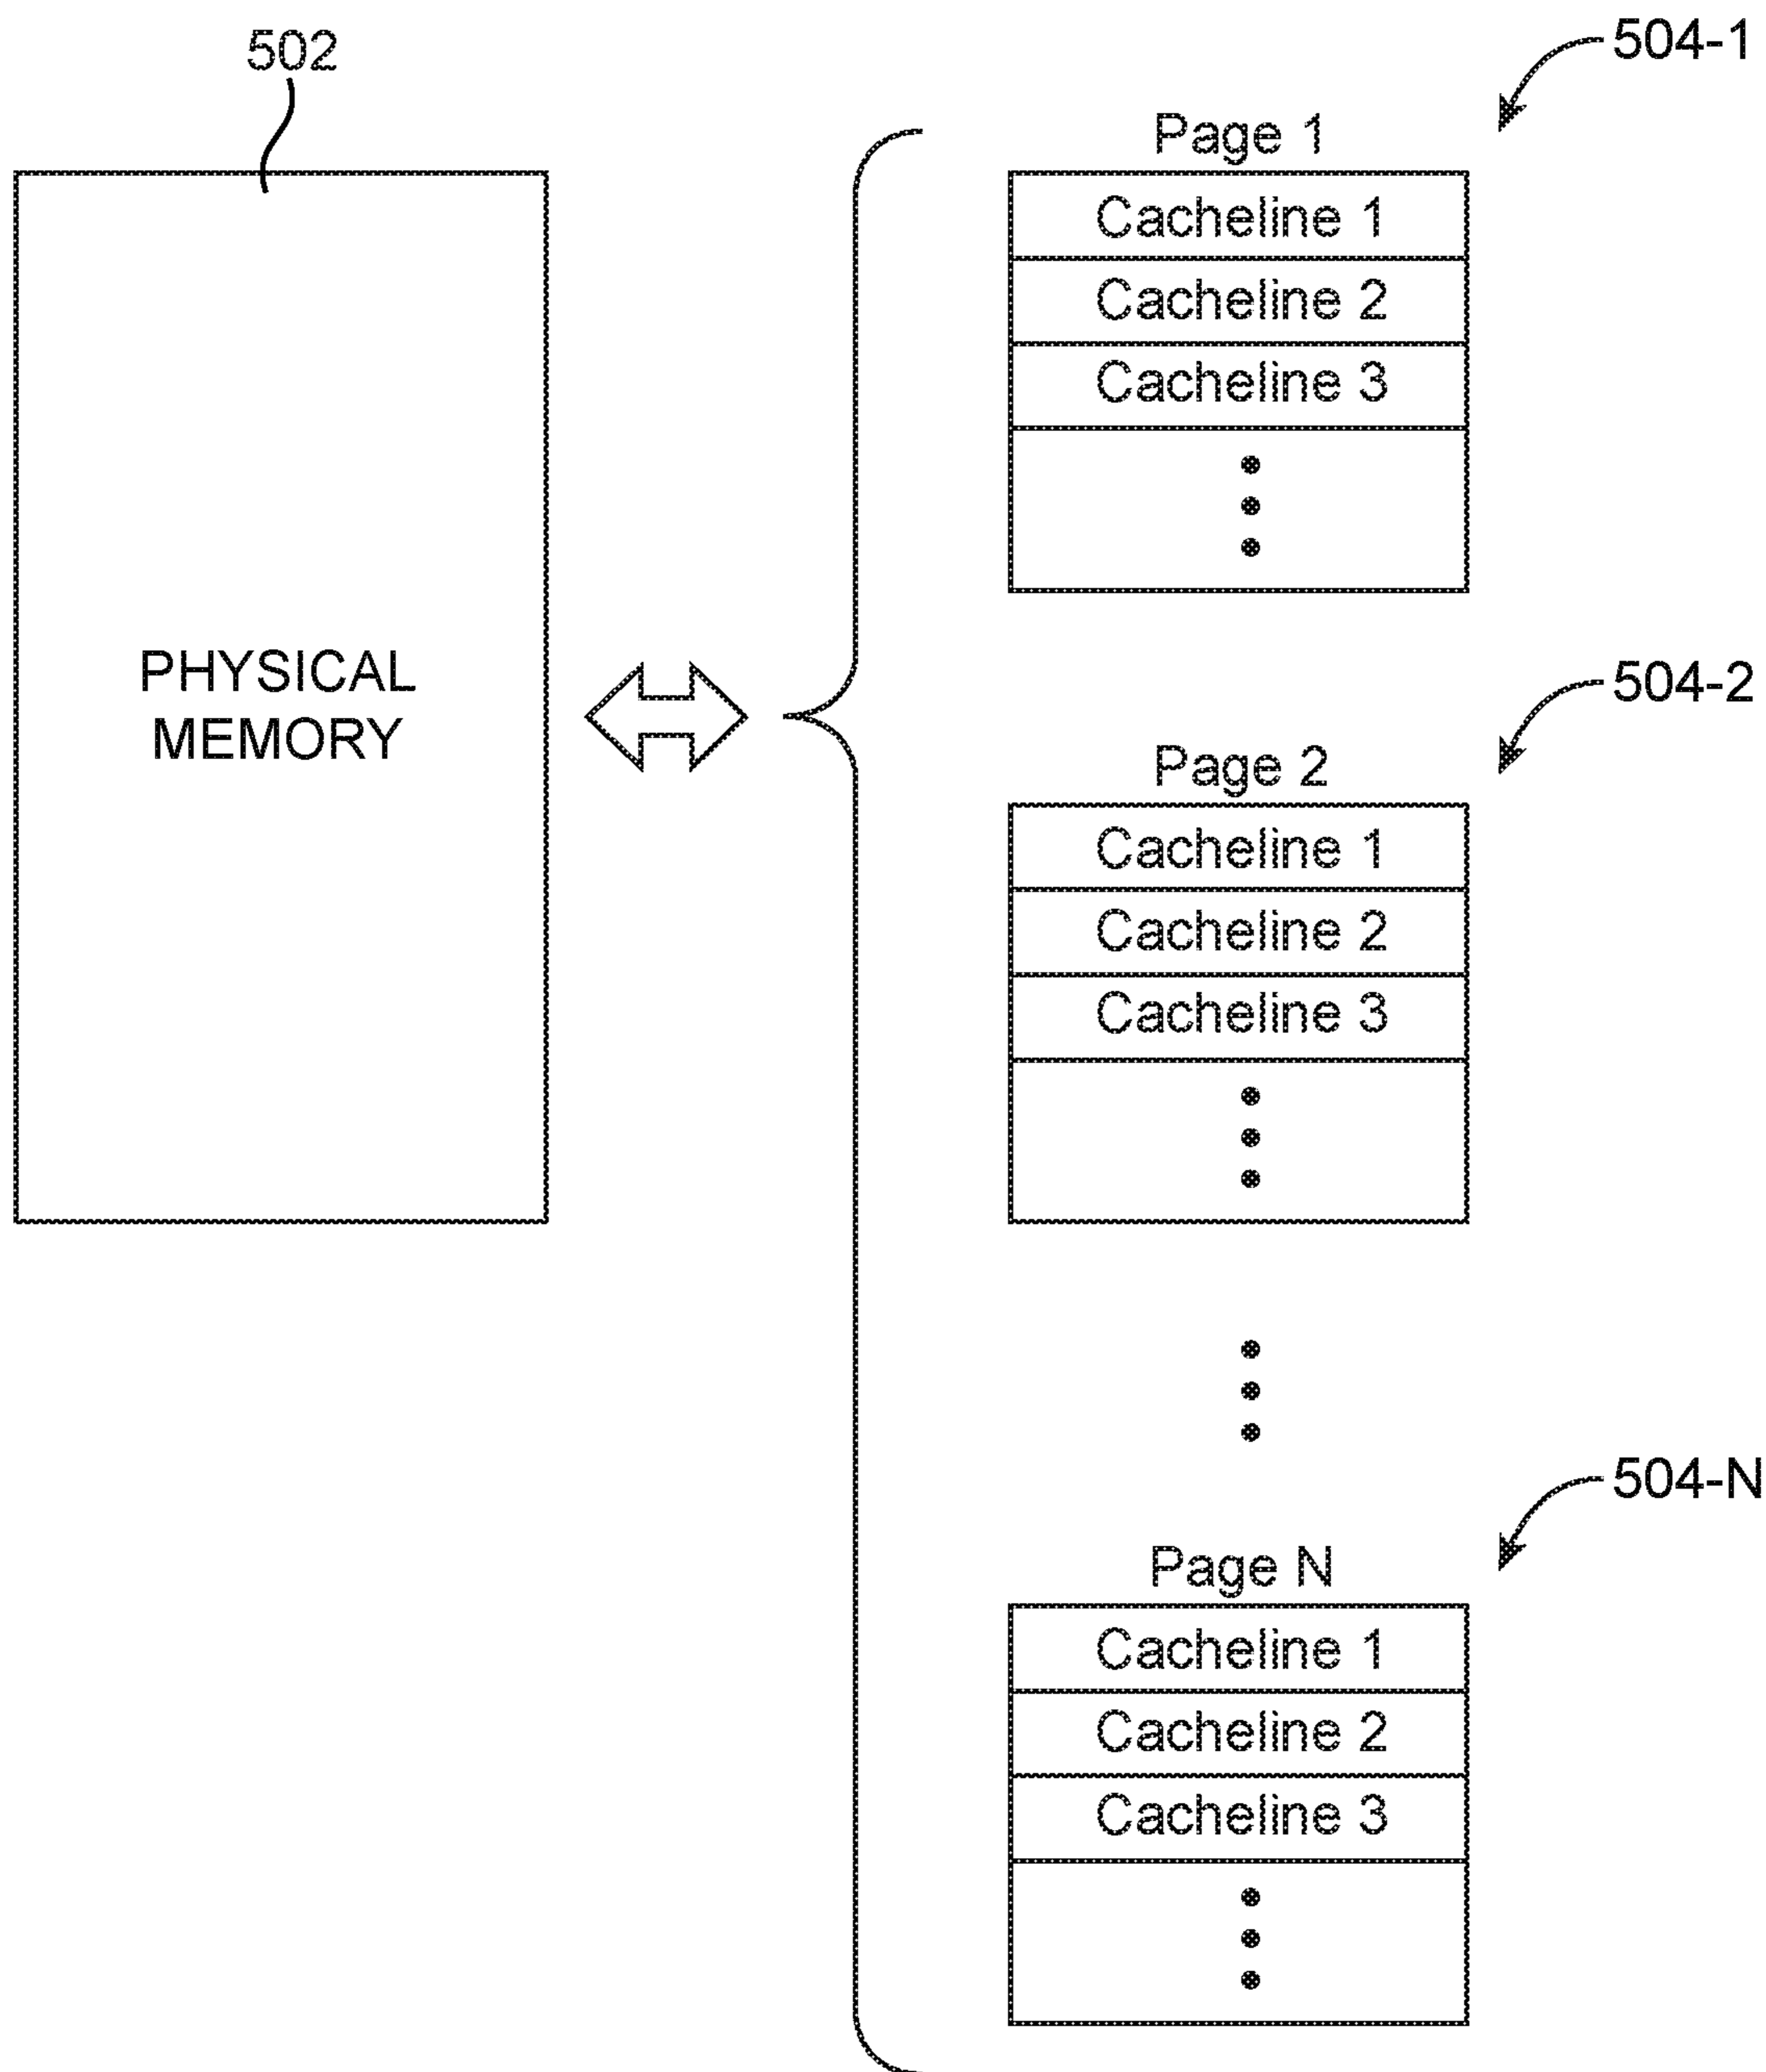 502
PHYSICAL
MEMORY
504-1
Page 1
Cacheline 1
Cacheline 2
Cacheline 3
504-2
Page 2
Cacheline 1
Cacheline 2
Cacheline 3
504-N
Page N
Cacheline 1
Cacheline 2
Cacheline 3